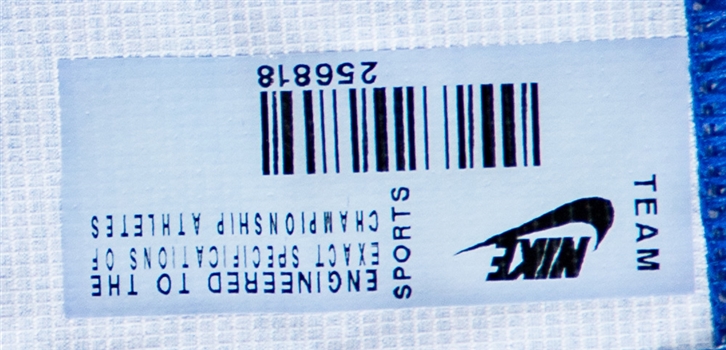 256818
TEAM
NIKE
SPORTS
ENGINEERED TO THE
EXACT SPECIFICATIONS OF
CHAMPIONSHIP ATHLETES